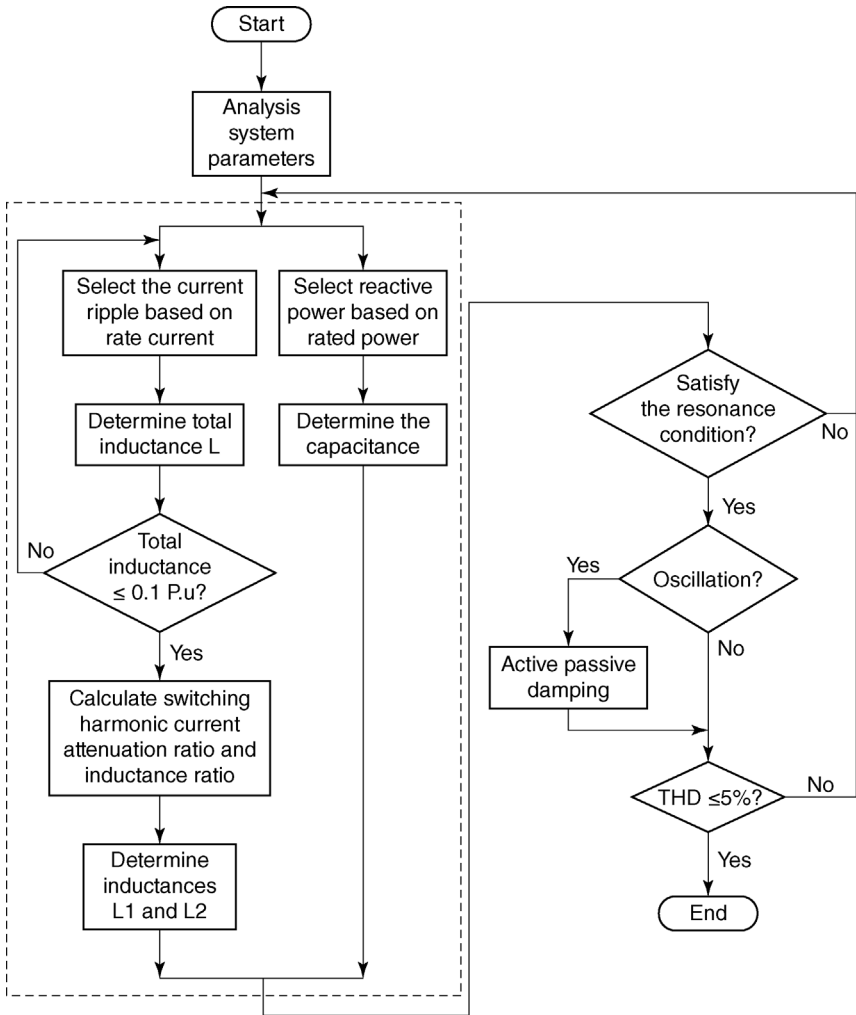 Start
Analysis
system
parameters
Select the current
ripple based on
rate current
Select reactive
power based on
rated power
Determine total
inductance L
Determine the
capacitance
Total
inductance
≤ 0.1 P.u?
No
Yes
Calculate switching
harmonic current
attenuation ratio and
inductance ratio
Determine
inductances
L1 and L2
Satisfy
the resonance
condition?
No
Yes
Oscillation?
Yes
No
Active passive
damping
THD ≤5%?
No
Yes
End